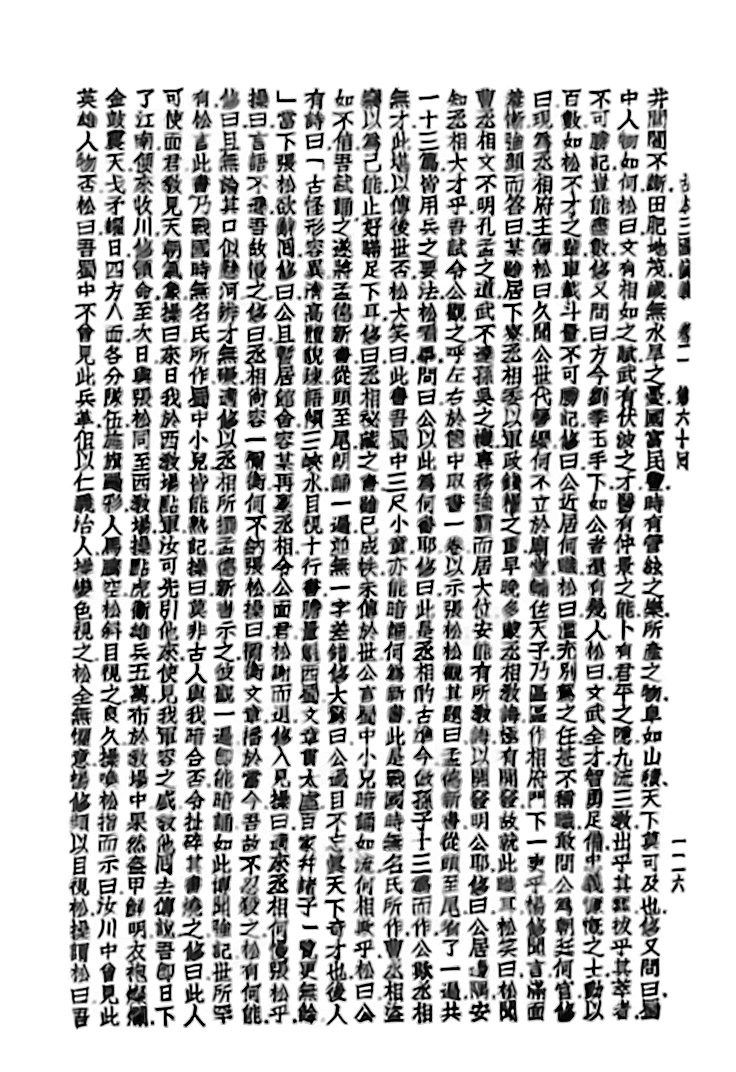 古本三國演義　卷二　第六十回
一一六
井閭閻不斷田肥地茂歲無水旱之憂國富民豐時有管絃之樂所產之物阜如山積天下莫可及也修又問曰蜀
中人物如何松曰文有相如之賦武有伏波之才醫有仲景之能卜有君平之隱九流三敎出乎其類拔乎其萃者
不可勝記豈能盡數修又問曰方今劉季玉手下如公者還有幾人松曰文武全才智勇足備忠義慷慨之士動以
百數如松不才之輩車載斗量不可勝記修曰公近居何職松曰濫充別駕之任甚不稱職敢問公爲朝廷何官修
曰現爲丞相府主簿松曰久聞公世代簪纓何不立於廟堂輔佐天子乃區區作相府門下一吏乎楊修聞言滿面
羞慚強顏而答曰某雖居下寮丞相委以軍政錢糧之重早晚多蒙丞相敎誨極有開發故就此職耳松笑曰松聞
曹丞相文不明孔孟之道武不達孫吳之機專務強霸而居大位安能有所敎誨以開發明公耶修曰公居邊隅安
知丞相大才乎吾試令公觀之乎左右於篋中取書一卷以示張松松觀其題曰孟德新書從頭至尾看了一遍共
一十三篇皆用兵之要法松看畢問曰公以此爲何書耶修曰此是丞相酌古準今倣孫子十三篇而作公欺丞相
無才此堪以傳後世否松大笑曰此書吾蜀中三尺小童亦能暗誦何爲新書此是戰國時無名氏所作曹丞相盜
竊以爲己能止好瞞足下耳修曰丞相秘藏之書雖已成帙未傳於世公言蜀中小兒暗誦如流何相欺乎松曰公
如不信吾試誦之遂將孟德新書從頭至尾朗誦一遍並無一字差錯修大驚曰公過目不忘眞天下奇才也後人
有詩曰「古怪形容異淸高體貌疎語傾三峽水目視十行書膽量魁西蜀文章貫太虛百家幷諸子一覽更無餘
」當下張松欲辭回修曰公且暫居館舍容某再稟丞相令公面君松謝而退修入見操曰適來丞相何慢張松乎
操曰言語不遜吾故慢之修曰丞相尙容一禰衡何不納張松操曰禰衡文章播於當今吾故不忍殺之松有何能
修曰且無論其口似懸河辨才無礙適修以丞相所撰孟德新書示之彼觀一遍卽能暗誦如此博聞強記世所罕
有松言此書乃戰國時無名氏所作蜀中小兒皆能熟記操曰莫非古人與我暗合否令扯碎其書燒之修曰此人
可使面君敎見天朝氣象操曰來日我於西敎場點軍汝可先引他來使見我軍容之盛敎他回去傳說吾卽日下
了江南便來收川修領命至次日與張松同至西敎場操點虎衞雄兵五萬布於敎場中果然盔甲鮮明衣袍燦爛
金鼓震天戈矛耀日四方八面各分隊伍旌旗颺彩人馬騰空松斜目視之良久操喚松指而示曰汝川中曾見此
英雄人物否松曰吾蜀中不曾見此兵革但以仁義治人操變色視之松全無懼意楊修頻以目視松操謂松曰吾